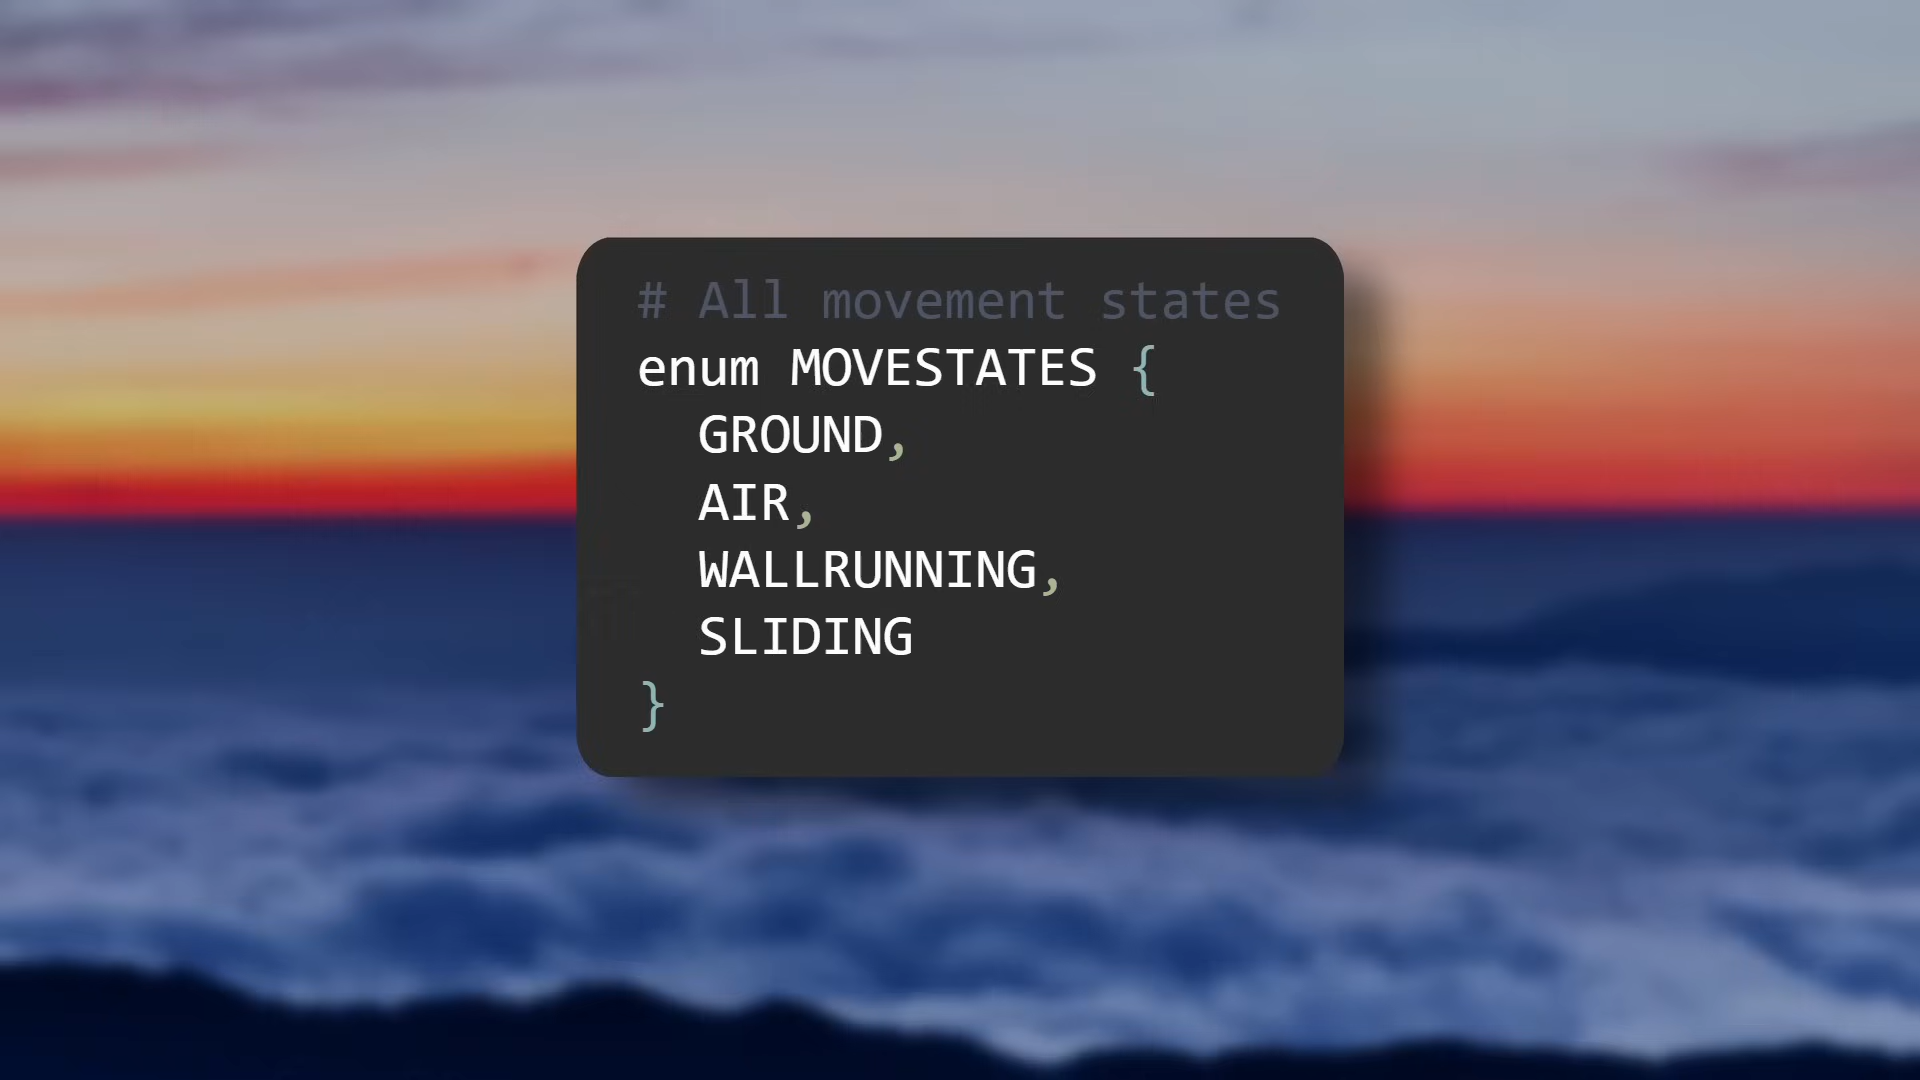 # All movement states
enum MOVESTATES {
  GROUND,
  AIR,
  WALLRUNNING,
  SLIDING
}